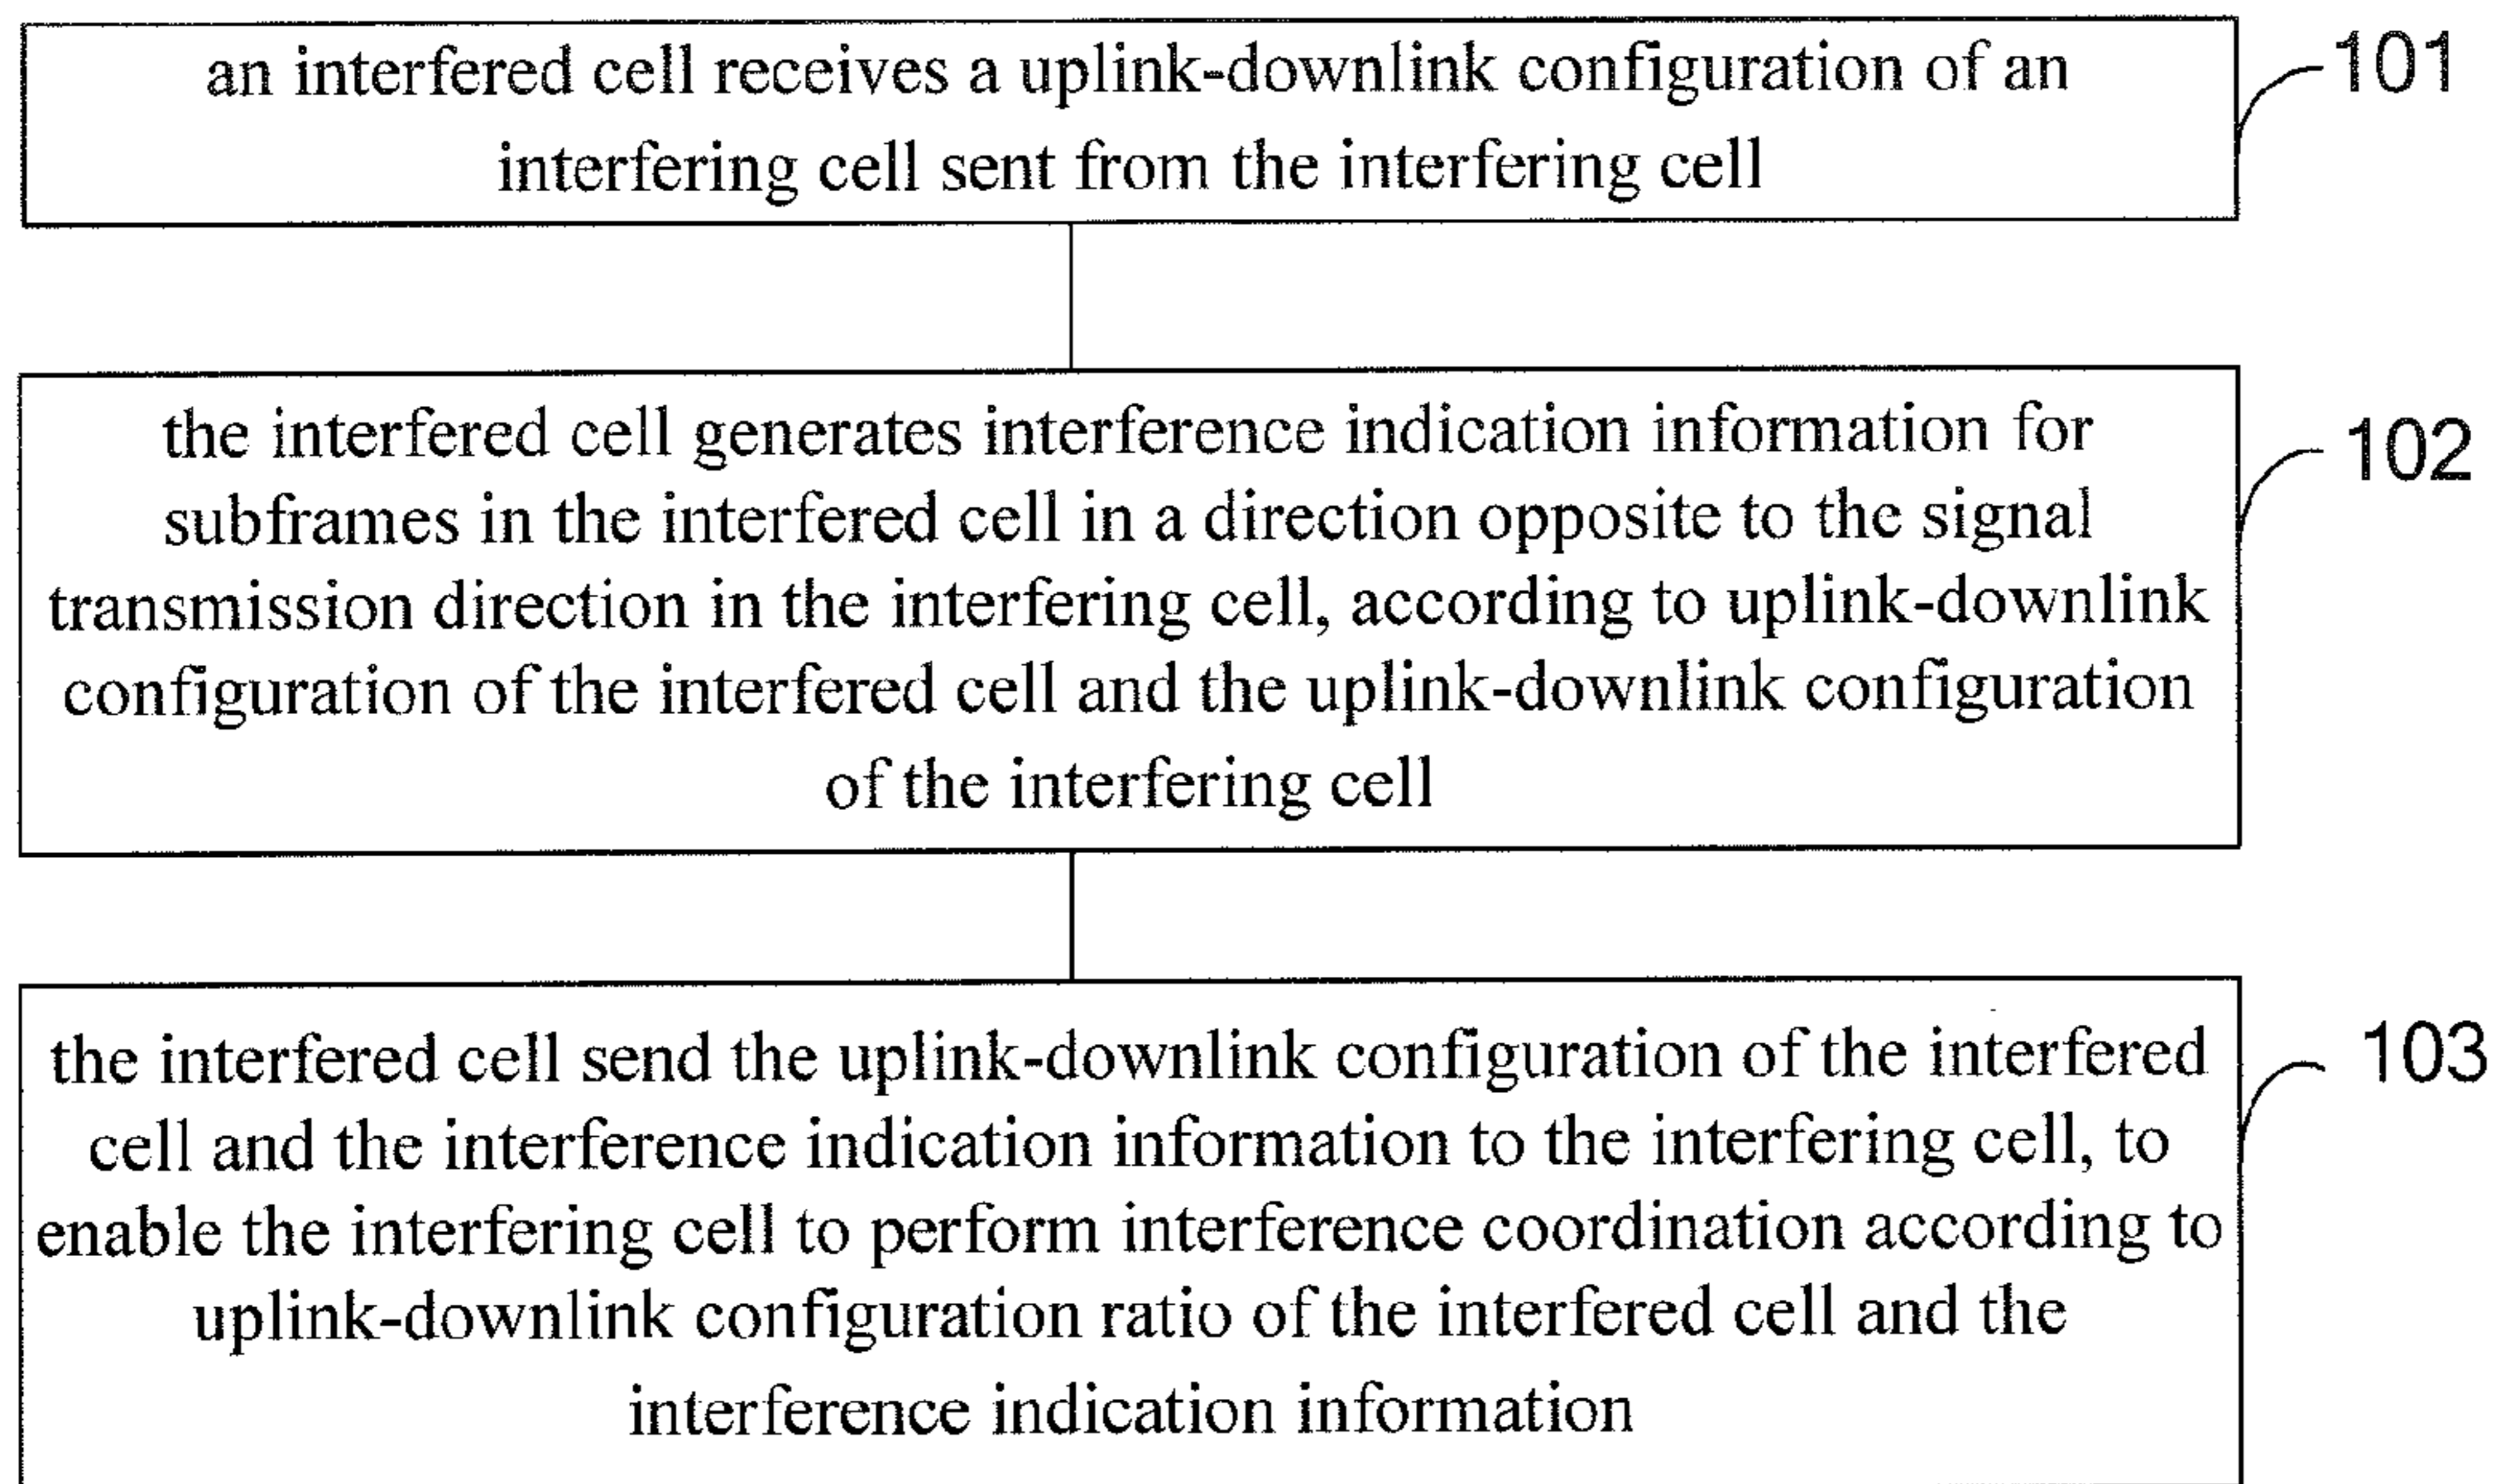 an interfered cell receives a uplink-downlink configuration of an
interfering cell sent from the interfering cell
101
the interfered cell generates interference indication information for
subframes in the interfered cell in a direction opposite to the signal
transmission direction in the interfering cell, according to uplink-downlink
configuration of the interfered cell and the uplink-downlink configuration
of the interfering cell
102
the interfered cell send the uplink-downlink configuration of the interfered
cell and the interference indication information to the interfering cell, to
enable the interfering cell to perform interference coordination according to
uplink-downlink configuration ratio of the interfered cell and the
interference indication information
103